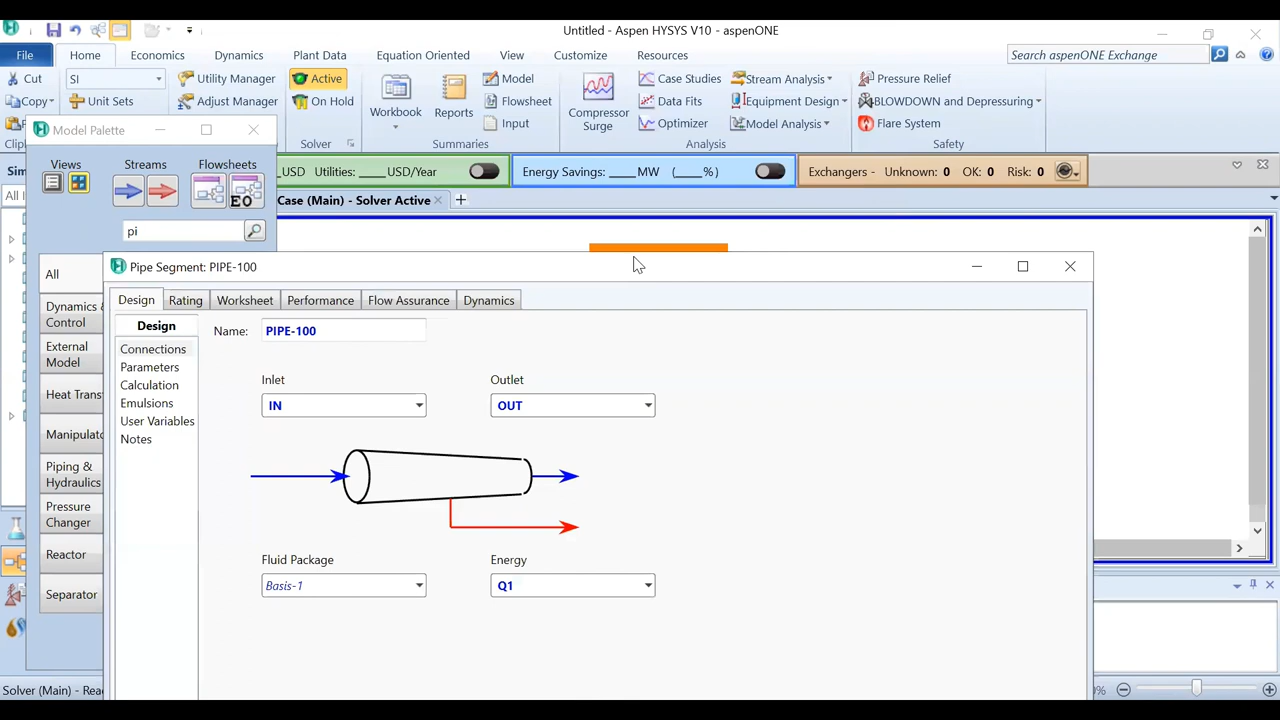 Untitled - Aspen HYSYS V10 - aspenONE
File Home Economics Dynamics Plant Data Equation Oriented View Customize Resources Search aspenONE Exchange
Cut SI Utility Manager Active Model Case Studies Stream Analysis Pressure Relief
Copy Unit Sets Adjust Manager On Hold Workbook Reports Flowsheet Compressor Surge Data Fits Equipment Design BLOWDOWN and Depressuring
Input Optimizer Model Analysis Flare System
Solver Summaries Analysis Safety
Model Palette
Views Streams Flowsheets
USD Utilities: ____ USD/Year Energy Savings: ____ MW (____%) Exchangers - Unknown: 0 OK: 0 Risk: 0
EO
Case (Main) - Solver Active
All I
pi
All
Dynamics & Control
External Model
Heat Trans
Manipulato
Piping & Hydraulics
Pressure Changer
Reactor
Separator
Pipe Segment: PIPE-100
Design Rating Worksheet Performance Flow Assurance Dynamics
Design
Connections
Parameters
Calculation
Emulsions
User Variables
Notes
Name: PIPE-100
Inlet Outlet
IN OUT
Fluid Package Energy
Basis-1 Q1
Solver (Main) - Rea